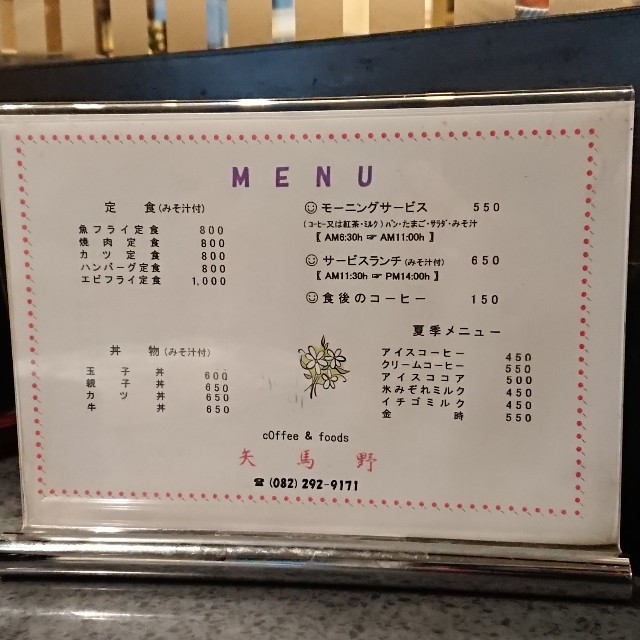 MENU
定 食(みそ汁付)
魚フライ定食 800
焼肉定食 800
カツ定食 800
ハンバーグ定食 800
エビフライ定食 1,000
丼 物(みそ汁付)
玉子丼 600
親子丼 650
カツ丼 650
牛丼 650
モーニングサービス 550
(コーヒー又は紅茶・ミルク)パン・たまご・サラダ・みそ汁
【 AM6:30h ☞ AM11:00h 】
サービスランチ(みそ汁付) 650
【 AM11:30h ☞ PM14:00h 】
食後のコーヒー 150
夏季メニュー
アイスコーヒー 450
クリームコーヒー 550
アイスココア 500
氷みぞれミルク 450
イチゴミルク 450
金時 550
cOffee & foods
矢馬野
☎(082)292-9171